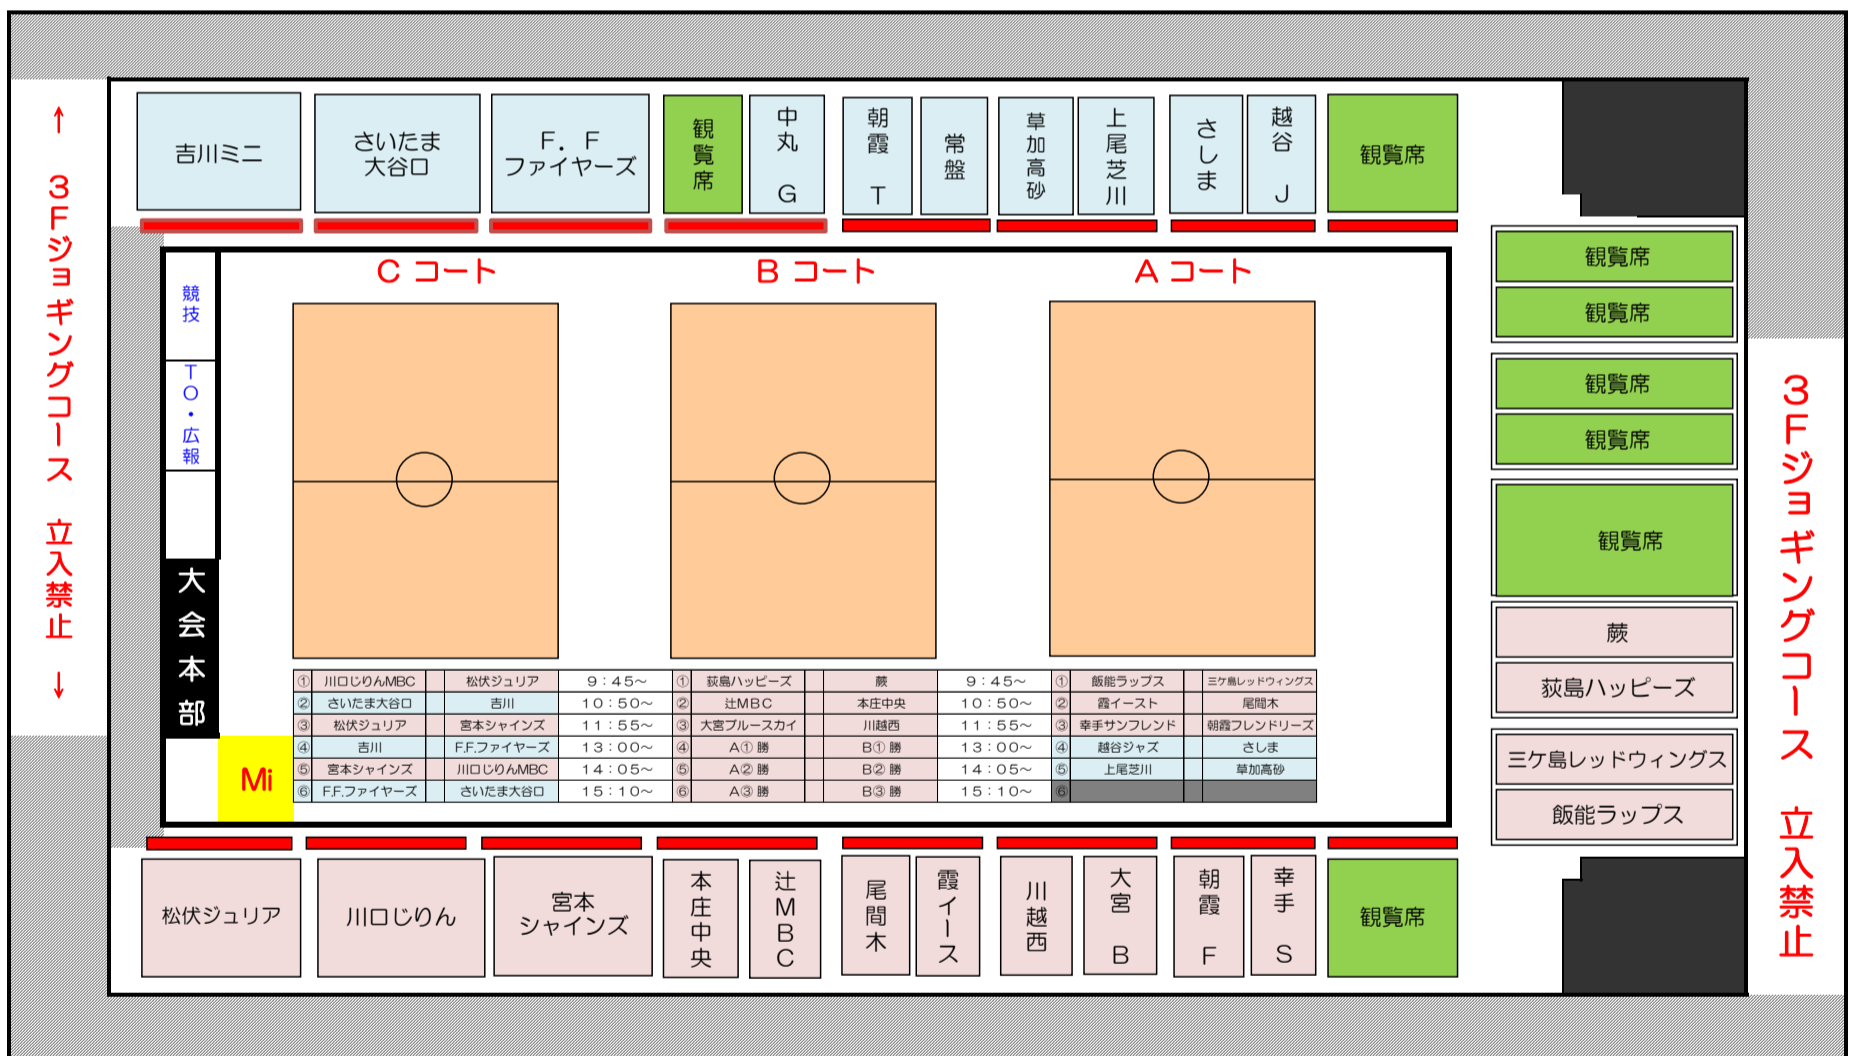 ↑ 3Fジョギングコース 立入禁止 ↓
吉川ミニ
さいたま
大谷口
F．F
ファイヤーズ
観覧席
中丸 G
朝霞 T
常盤
草加高砂
上尾芝川
さしま
越谷 J
観覧席
観覧席
観覧席
観覧席
観覧席
観覧席
蕨
荻島ハッピーズ
三ケ島レッドウィングス
飯能ラップス
3Fジョギングコース 立入禁止
競技
TO・広報
大会本部
Mi
C コート
B コート
A コート
① 川口じりんMBC 松伏ジュリア 9：45～ ① 荻島ハッピーズ 蕨 9：45～ ① 飯能ラップス 三ケ島レッドウィングス
② さいたま大谷口 吉川 10：50～ ② 辻MBC 本庄中央 10：50～ ② 霞イースト 尾間木
③ 松伏ジュリア 宮本シャインズ 11：55～ ③ 大宮ブルースカイ 川越西 11：55～ ③ 幸手サンフレンド 朝霞フレンドリーズ
④ 吉川 F.F.ファイヤーズ 13：00～ ④ A① 勝 B① 勝 13：00～ ④ 越谷ジャズ さしま
⑤ 宮本シャインズ 川口じりんMBC 14：05～ ⑤ A② 勝 B② 勝 14：05～ ⑤ 上尾芝川 草加高砂
⑥ F.F.ファイヤーズ さいたま大谷口 15：10～ ⑥ A③ 勝 B③ 勝 15：10～ ⑥
松伏ジュリア
川口じりん
宮本
シャインズ
本庄中央
辻MBC
尾間木
霞イース
川越西
大宮 B
朝霞 F
幸手 S
観覧席